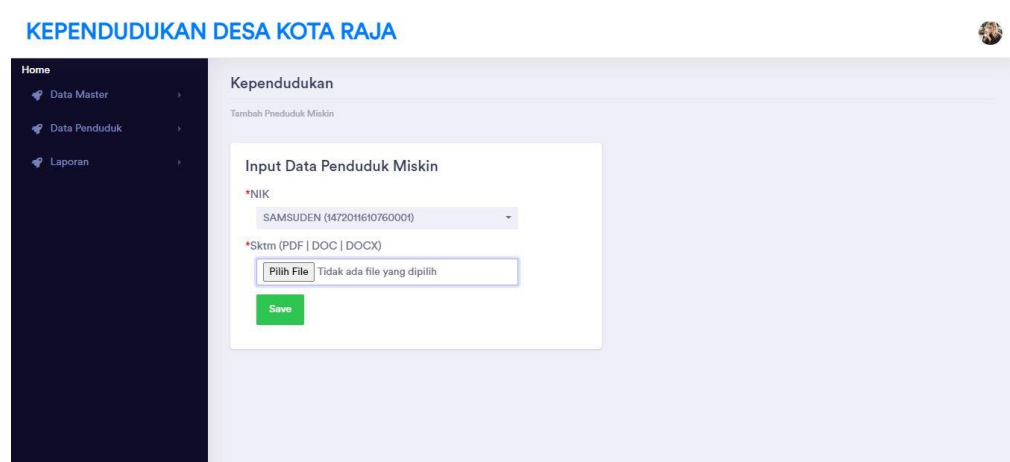 KEPENDUDUKAN DESA KOTA RAJA
Home
Data Master
Data Penduduk
Laporan
Kependudukan
Tambah Pneduduk Miskin
Input Data Penduduk Miskin
*NIK
SAMSUDEN (1472011610760001)
*Sktm (PDF | DOC | DOCX)
Pilih File Tidak ada file yang dipilih
Save